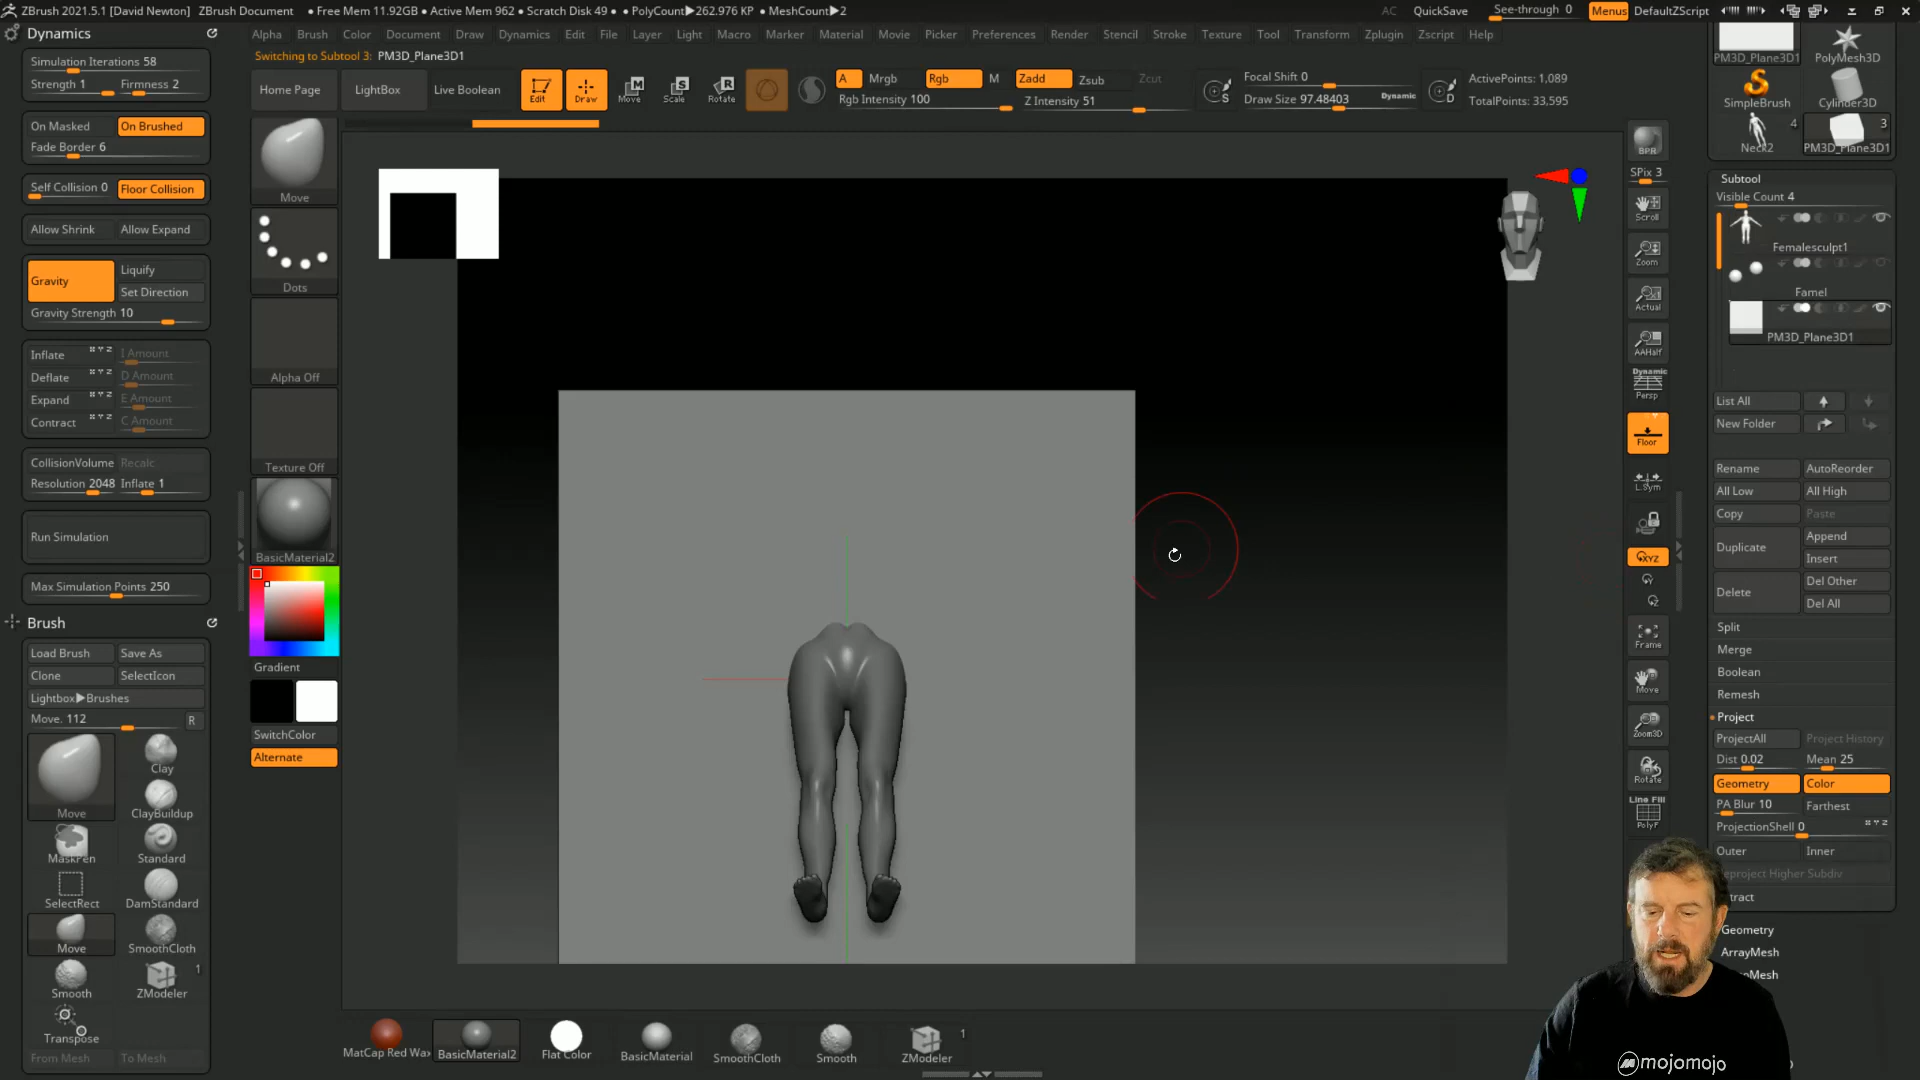 ZBrush 2021.5.1 [David Newton] ZBrush Document • Free Mem 11.92GB • Active Mem 962 • Scratch Disk 49 • PolyCount▶262.976 KP • MeshCount▶2 AC QuickSave See-through 0 Menus DefaultZScript
Dynamics
Alpha Brush Color Document Draw Dynamics Edit File Layer Light Macro Marker Material Movie Picker Preferences Render Stencil Stroke Texture Tool Transform Zplugin Zscript Help
Switching to Subtool 3: PM3D_Plane3D1
Home Page LightBox Live Boolean Edit Draw Move Scale Rotate
A Mrgb Rgb M Zadd Zsub Zcut
Rgb Intensity 100 Z Intensity 51
Focal Shift 0
Draw Size 97.48403 Dynamic
S D
ActivePoints: 1,089
TotalPoints: 33,595
Simulation Iterations 58
Strength 1 Firmness 2
On Masked On Brushed
Fade Border 6
Self Collision 0 Floor Collision
Allow Shrink Allow Expand
Gravity Liquify
Set Direction
Gravity Strength 10
Inflate X Y Z I Amount
Deflate X Y Z D Amount
Expand X Y Z E Amount
Contract X Y Z C Amount
CollisionVolume Recalc
Resolution 2048 Inflate 1
Run Simulation
Max Simulation Points 250
Brush
Load Brush Save As
Clone SelectIcon
Lightbox▶Brushes
Move. 112 R
Move
Clay
ClayBuildup
MaskPen Standard
SelectRect DamStandard
Move SmoothCloth
Smooth ZModeler 1
Transpose
From Mesh To Mesh
Move
Dots
Alpha Off
Texture Off
BasicMaterial2
Gradient
SwitchColor
Alternate
MatCap Red Wax BasicMaterial2 Flat Color BasicMaterial SmoothCloth Smooth ZModeler 1
BPR
SPix 3
Scroll
Zoom
Actual
AAHalf
Dynamic
Persp
Floor
L.Sym
XYZ
Y
Z
Frame
Move
Zoom3D
Rotate
Line Fill
PolyF
PM3D_Plane3D1 PolyMesh3D
SimpleBrush Cylinder3D
4 3
Neck2 PM3D_Plane3D1
Subtool
Visible Count 4
Femalesculpt1
Famel
PM3D_Plane3D1
List All
New Folder
Rename AutoReorder
All Low All High
Copy Paste
Duplicate Append
Insert
Delete Del Other
Del All
Split
Merge
Boolean
Remesh
Project
ProjectAll Project History
Dist 0.02 Mean 25
Geometry Color
PA Blur 10 Farthest
ProjectionShell 0 X Y Z
Outer Inner
Reproject Higher Subdiv
tract
Geometry
ArrayMesh
oMesh
mojomojo